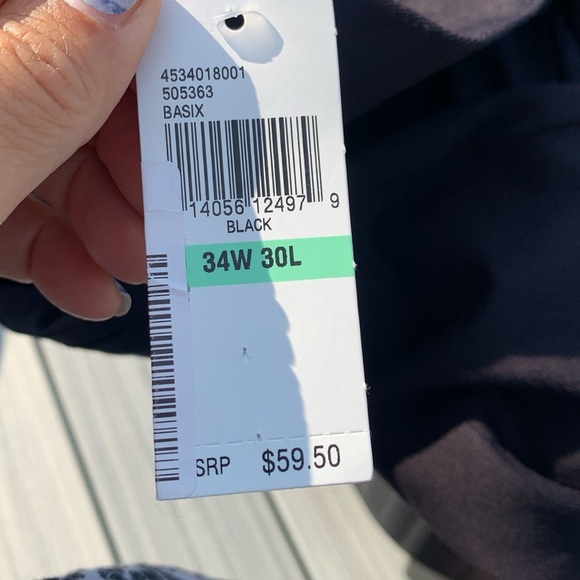 4534018001
505363
BASIX
14056 12497 9
BLACK
34W 30L
SRP $59.50